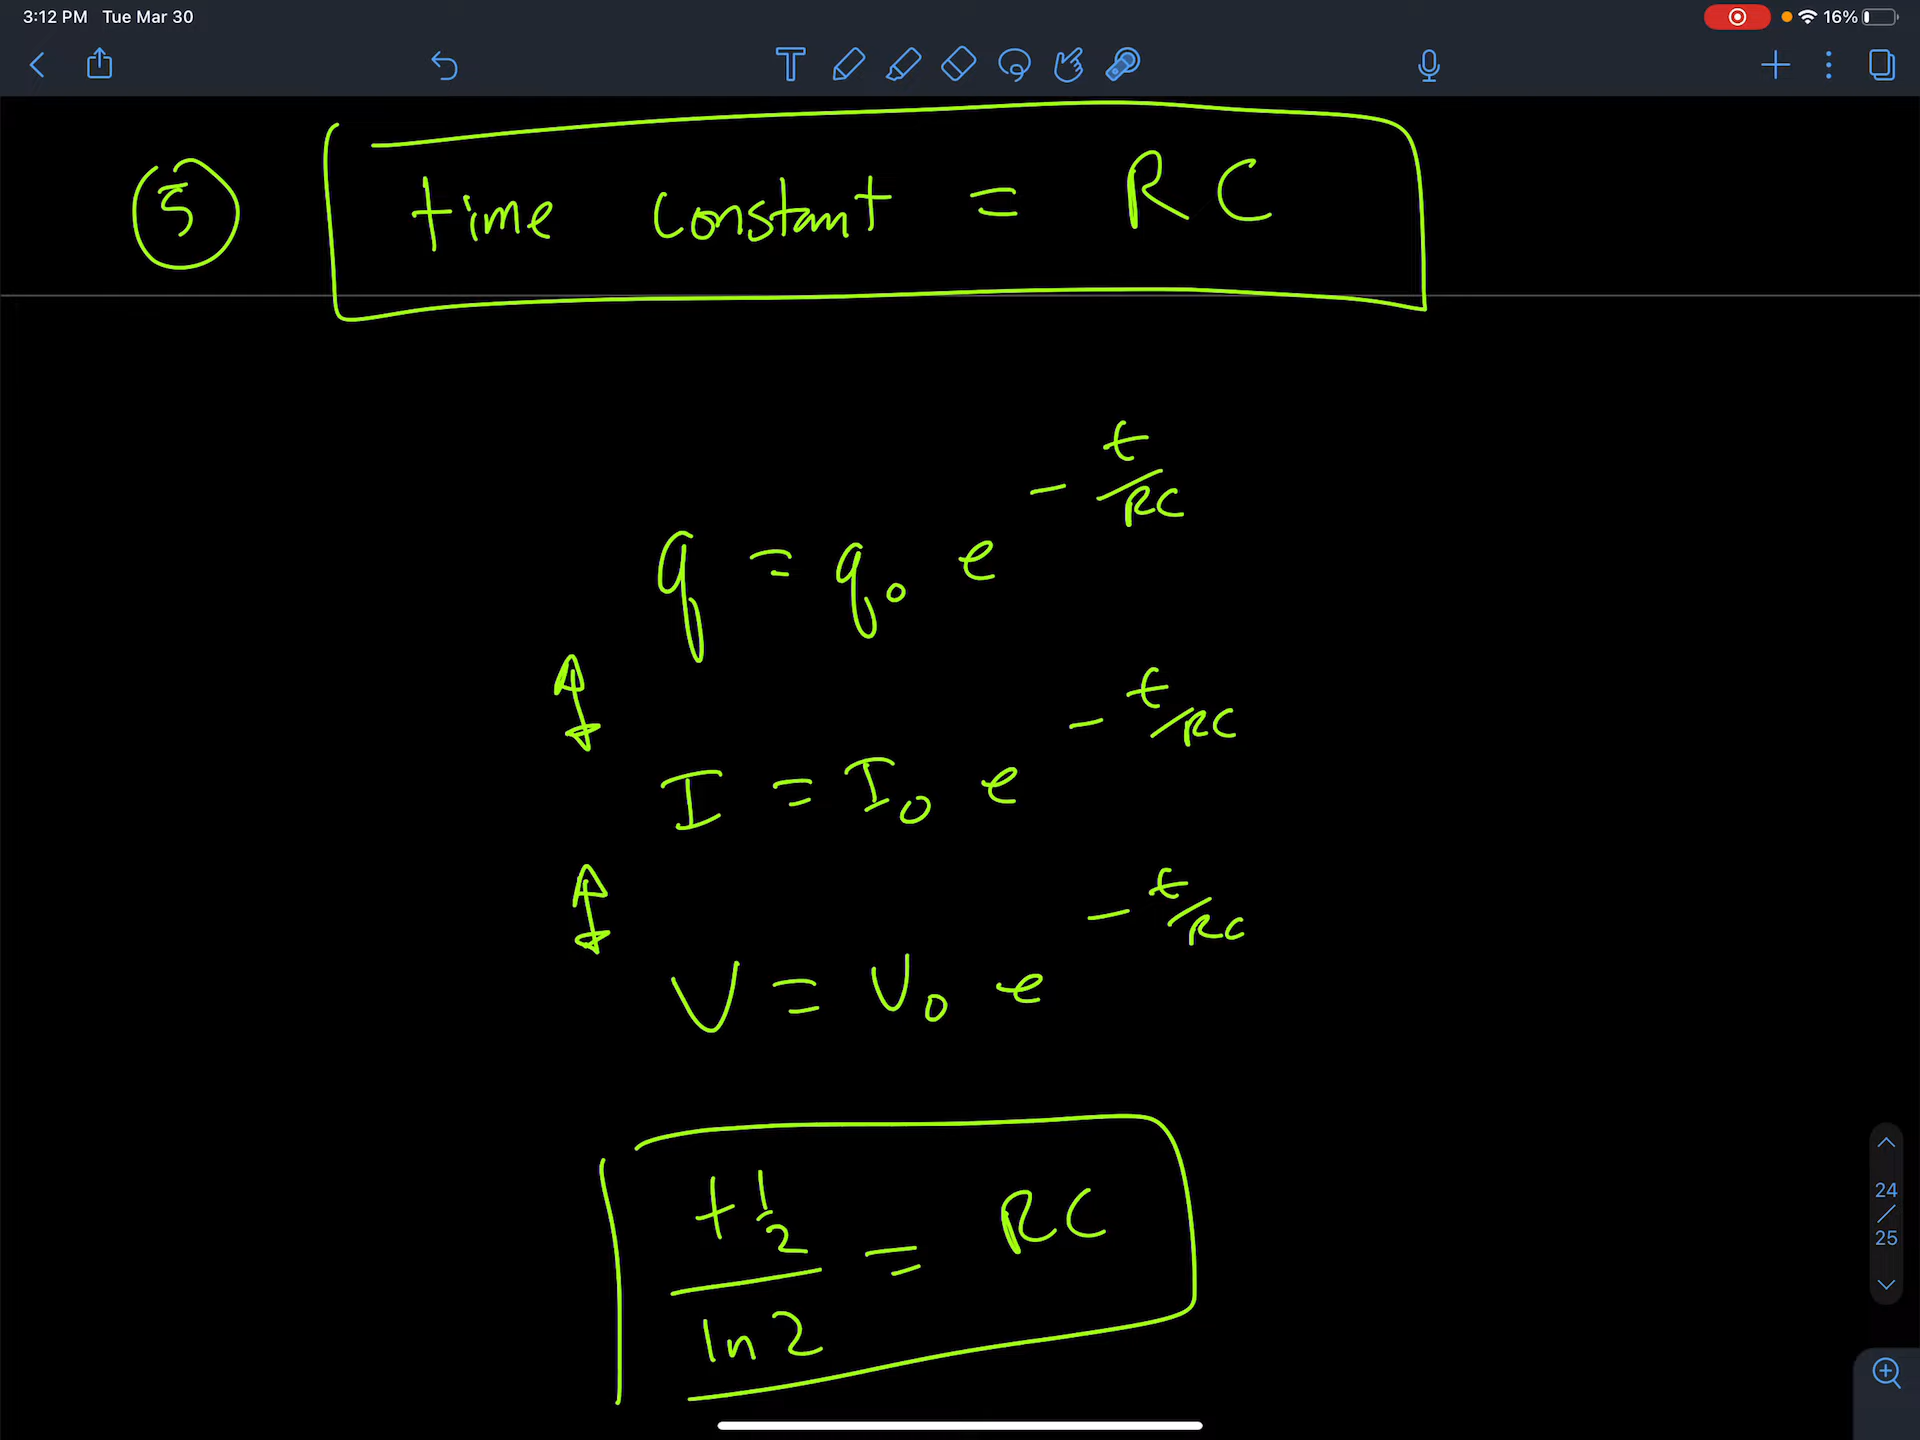 3:12 PM Tue Mar 30
16%
5
time constant = RC
q = q₀ e^(-t/RC)
I = I₀ e^(-t/RC)
V = V₀ e^(-t/RC)
t½ / ln2 = RC
24
/
25